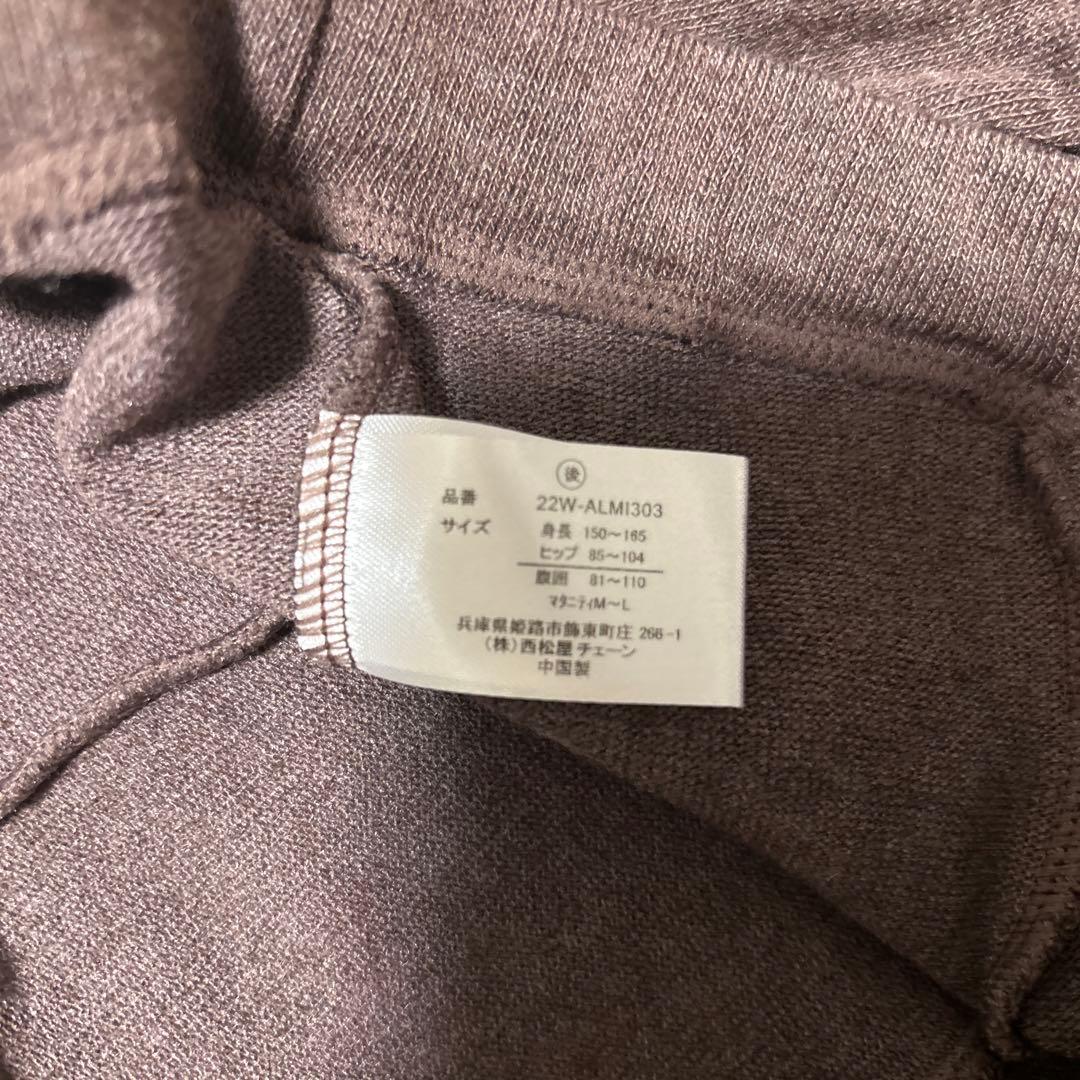 後
品番 22W-ALMI303
サイズ 身長 150〜165
ヒップ 85〜104
腹囲 81〜110
マタニティM〜L
兵庫県姫路市飾東町庄 266-1
(株)西松屋チェーン
中国製